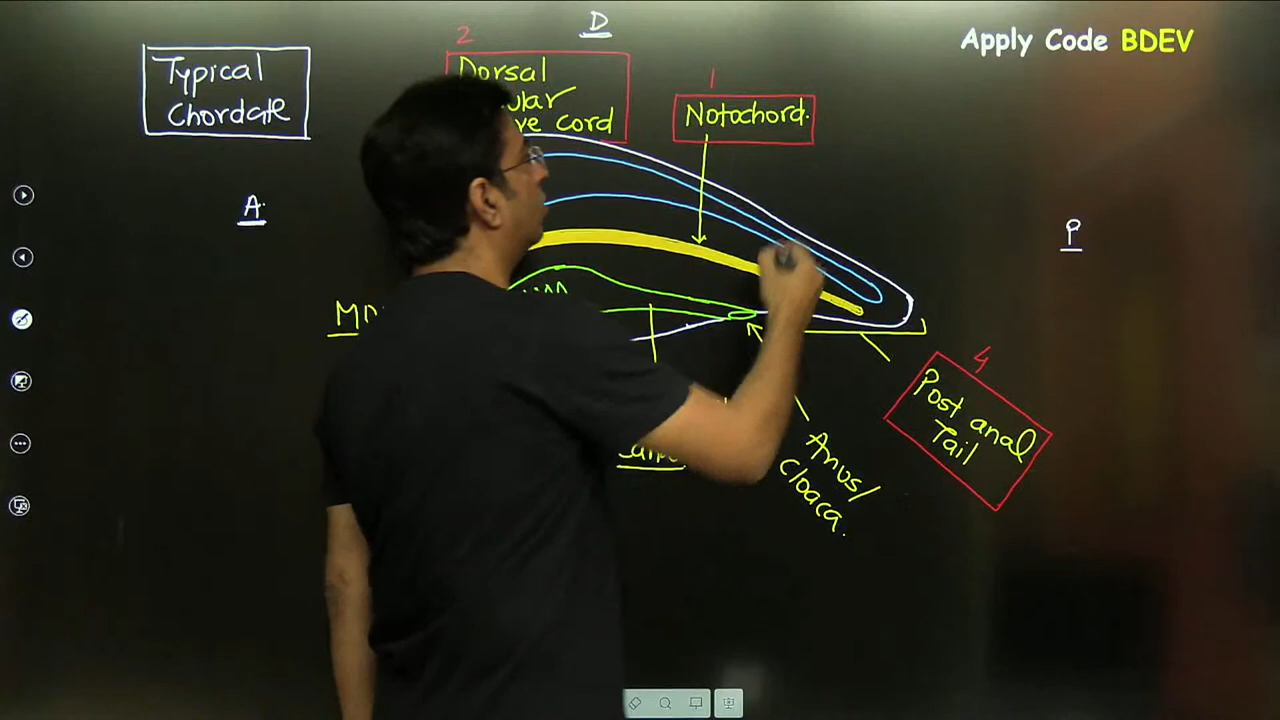 2
D
Apply Code BDEV
Typical
Chordate
Dorsal
cord
1
Notochord.
A
P
4
Post anal
Tail
Anus/
cloaca.